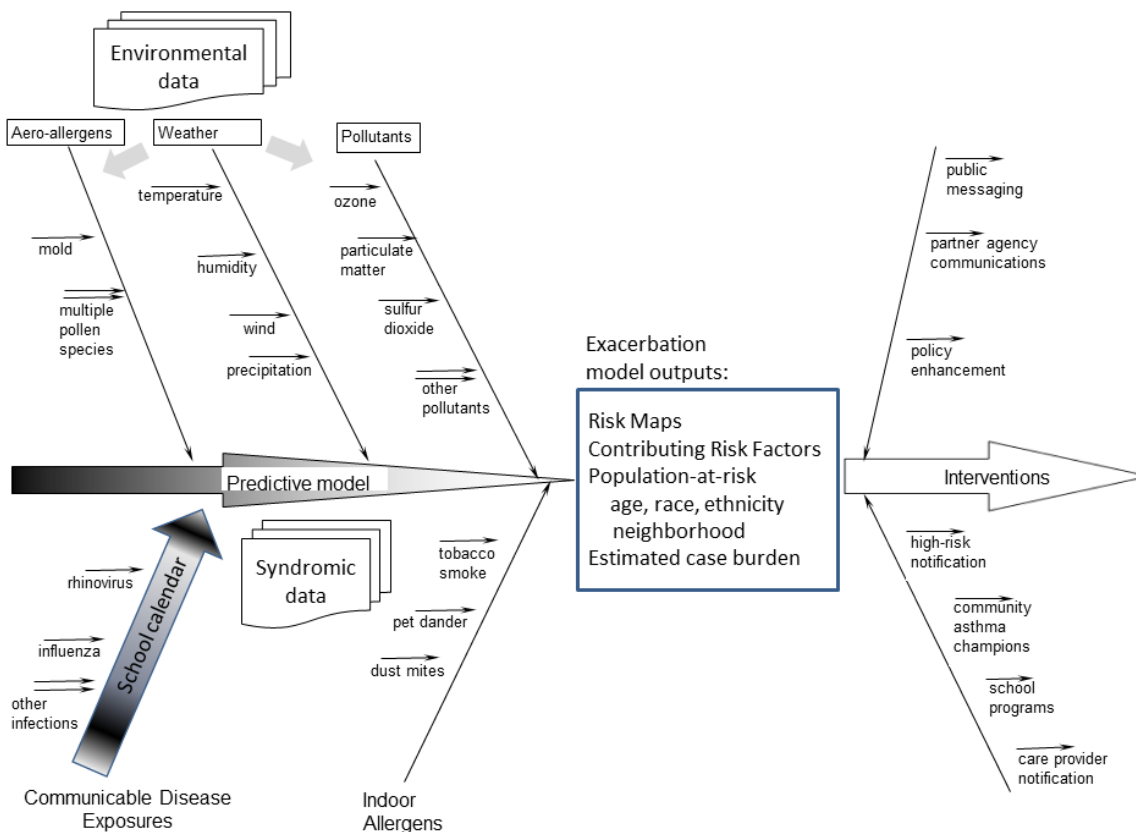 Environmental
data
Aero-allergens
Weather
Pollutants
temperature
ozone
mold
humidity
particulate
matter
multiple
pollen
species
wind
sulfur
dioxide
precipitation
other
pollutants
public
messaging
partner agency
communications
policy
enhancement
Exacerbation
model outputs:
Risk Maps
Contributing Risk Factors
Population-at-risk
age, race, ethnicity
neighborhood
Estimated case burden
Predictive model
Interventions
Syndromic
data
School calendar
rhinovirus
influenza
other
infections
Communicable Disease
Exposures
tobacco
smoke
pet dander
dust mites
Indoor
Allergens
high-risk
notification
community
asthma
champions
school
programs
care provider
notification